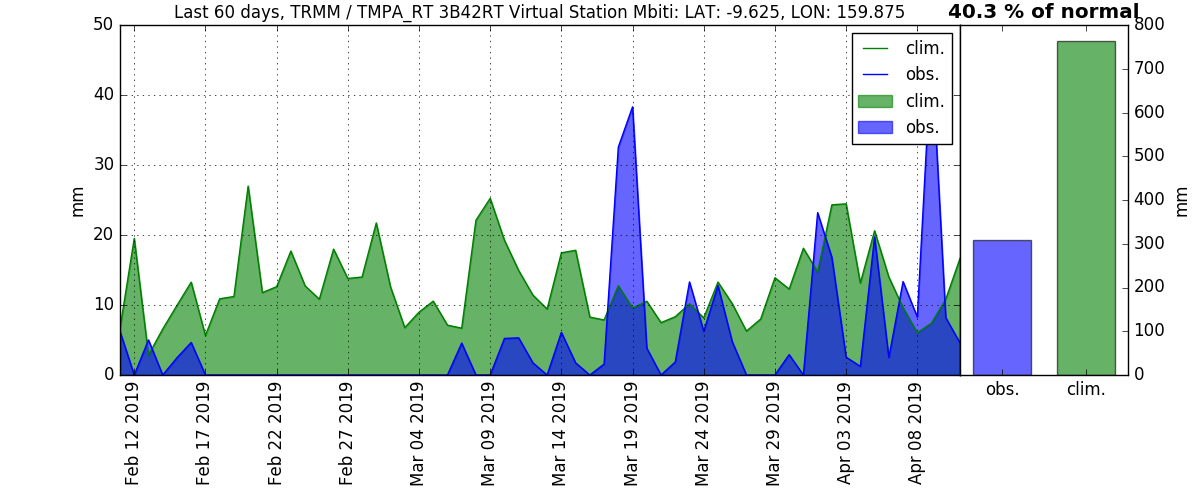 Last 60 days, TRMM / TMPA_RT 3B42RT Virtual Station Mbiti: LAT: -9.625, LON: 159.875
40.3 % of normal
50
40
30
20
10
0
mm
clim.
obs.
clim.
obs.
Feb 12 2019
Feb 17 2019
Feb 22 2019
Feb 27 2019
Mar 04 2019
Mar 09 2019
Mar 14 2019
Mar 19 2019
Mar 24 2019
Mar 29 2019
Apr 03 2019
Apr 08 2019
800
700
600
500
400
300
200
100
0
mm
obs.
clim.